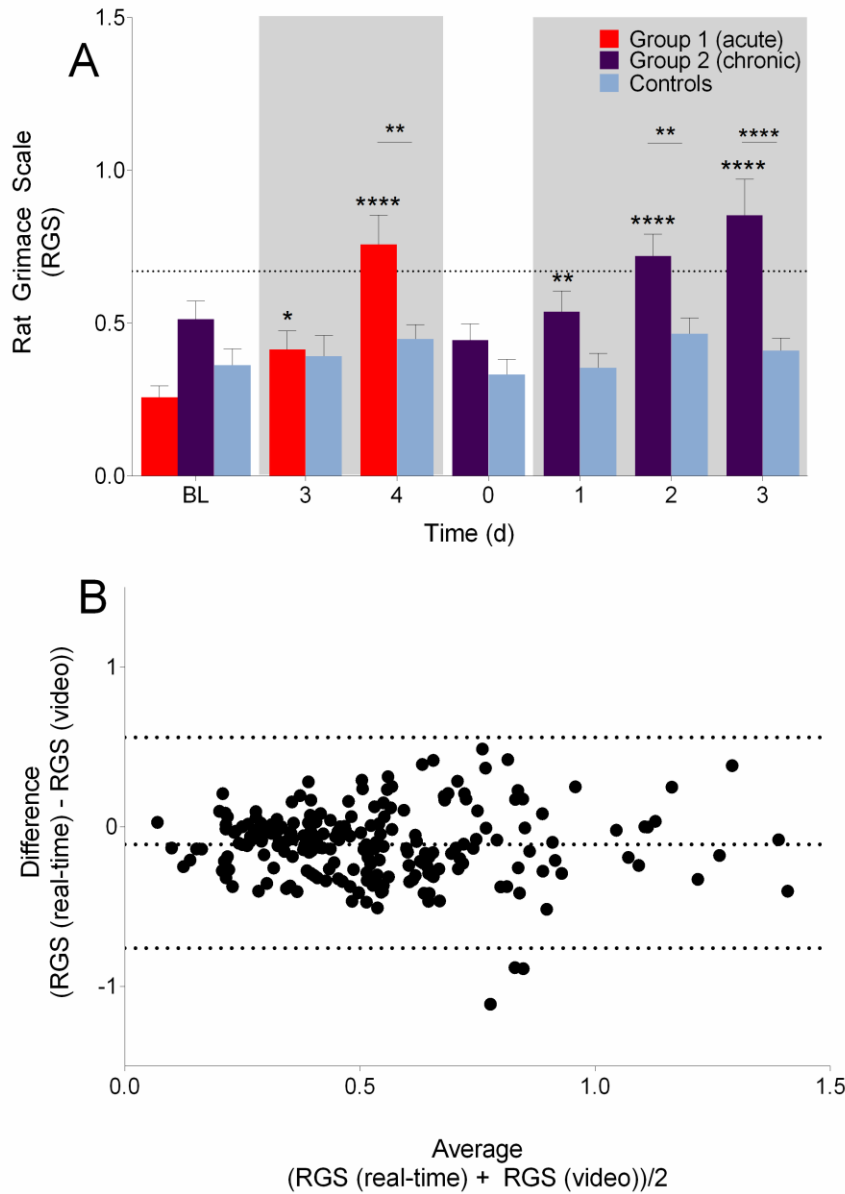 1.5
A
Group 1 (acute)
Group 2 (chronic)
Controls
**
**
****
1.0
****
****
****
**
*
0.5
0.0
Rat Grimace Scale
(RGS)
BL 3 4 0 1 2 3
Time (d)
B
1
0
-1
Difference
(RGS (real-time) - RGS (video))
0.0 0.5 1.0 1.5
Average
(RGS (real-time) + RGS (video))/2